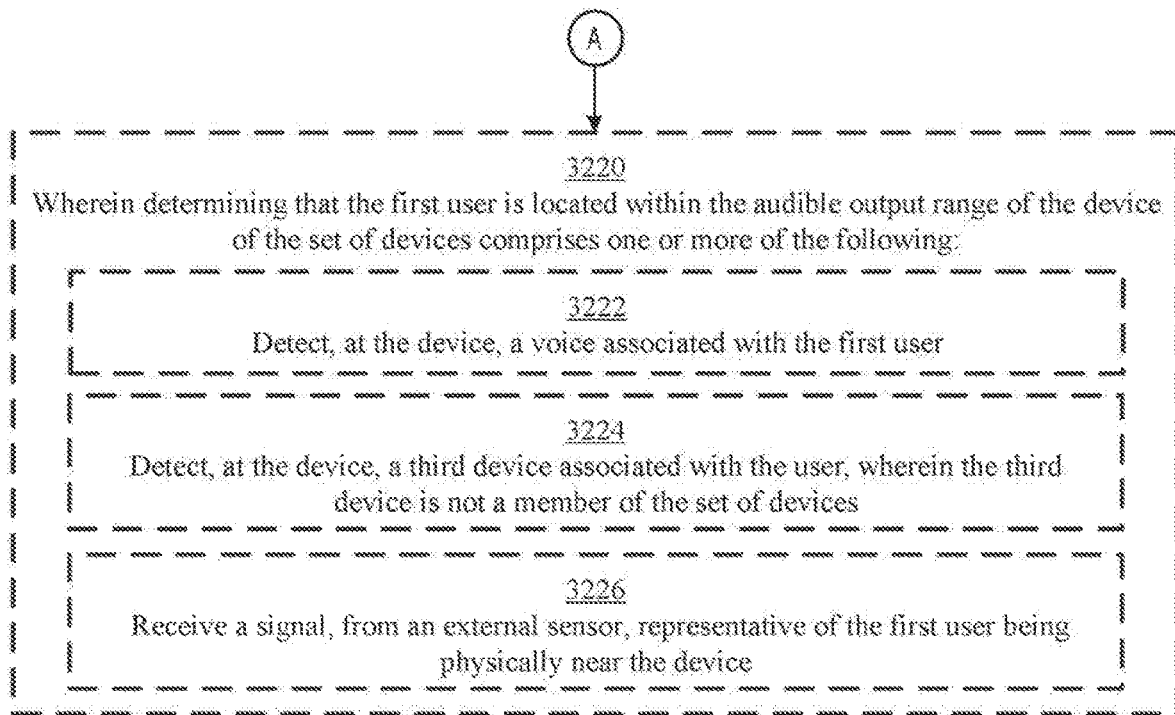 A
3220
Wherein determining that the first user is located within the audible output range of the device
of the set of devices comprises one or more of the following:
3222
Detect, at the device, a voice associated with the first user
3224
Detect, at the device, a third device associated with the user, wherein the third
device is not a member of the set of devices
3226
Receive a signal, from an external sensor, representative of the first user being
physically near the device